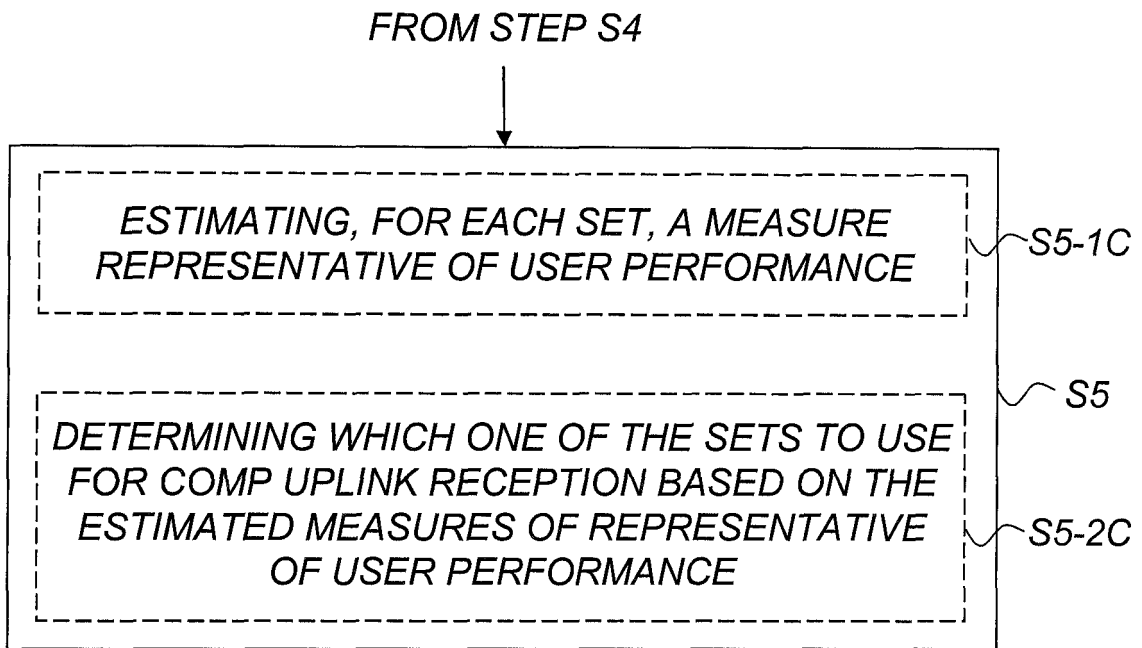 FROM STEP S4
ESTIMATING, FOR EACH SET, A MEASURE
REPRESENTATIVE OF USER PERFORMANCE
S5-1C
S5
DETERMINING WHICH ONE OF THE SETS TO USE
FOR COMP UPLINK RECEPTION BASED ON THE
ESTIMATED MEASURES OF REPRESENTATIVE
OF USER PERFORMANCE
S5-2C